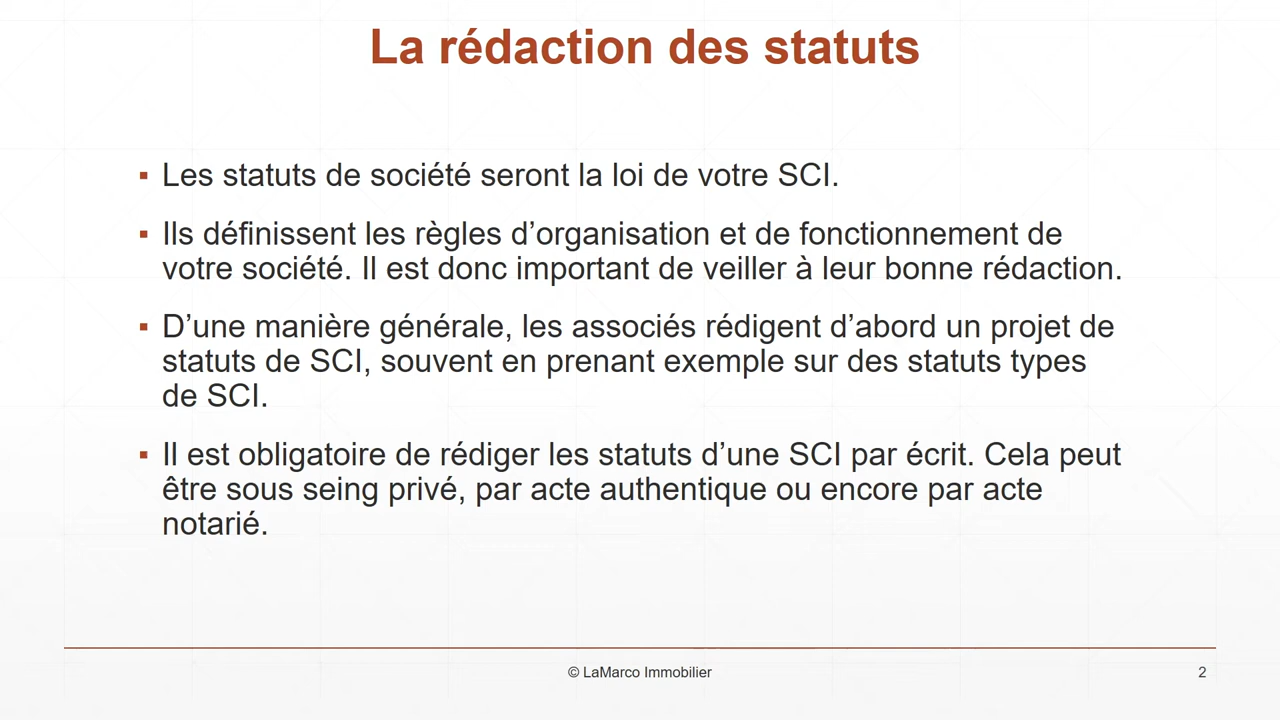 La rédaction des statuts
▪ Les statuts de société seront la loi de votre SCI.
▪ Ils définissent les règles d’organisation et de fonctionnement de
votre société. Il est donc important de veiller à leur bonne rédaction.
▪ D’une manière générale, les associés rédigent d’abord un projet de
statuts de SCI, souvent en prenant exemple sur des statuts types
de SCI.
▪ Il est obligatoire de rédiger les statuts d’une SCI par écrit. Cela peut
être sous seing privé, par acte authentique ou encore par acte
notarié.
© LaMarco Immobilier
2